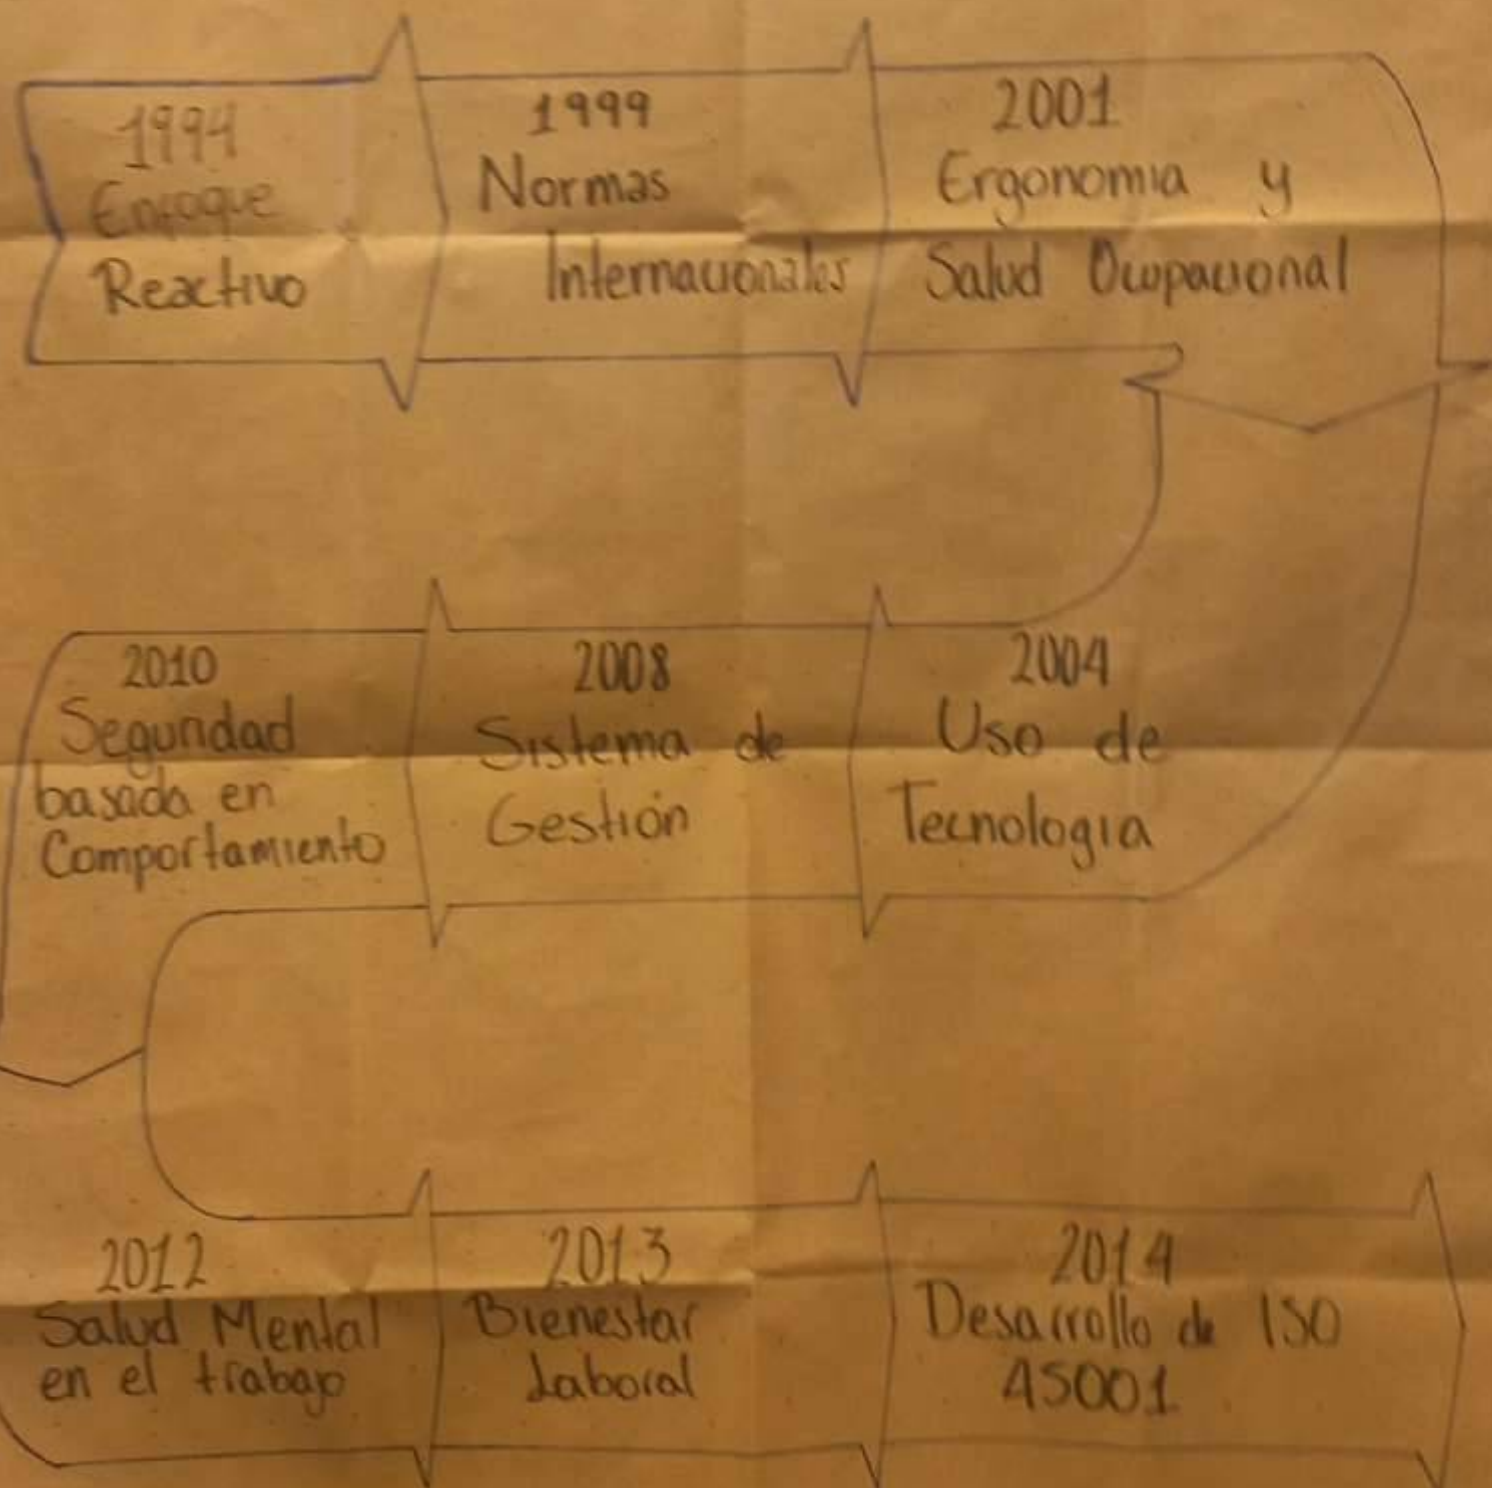 1994
Enfoque
Reactivo
1999
Normas
Internacionales
2001
Ergonomia y
Salud Ocupacional
2010
Seguridad
basada en
Comportamiento
2008
Sistema de
Gestión
2004
Uso de
Tecnologia
2012
Salud Mental
en el trabajo
2013
Bienestar
Laboral
2014
Desarrollo de ISO
45001